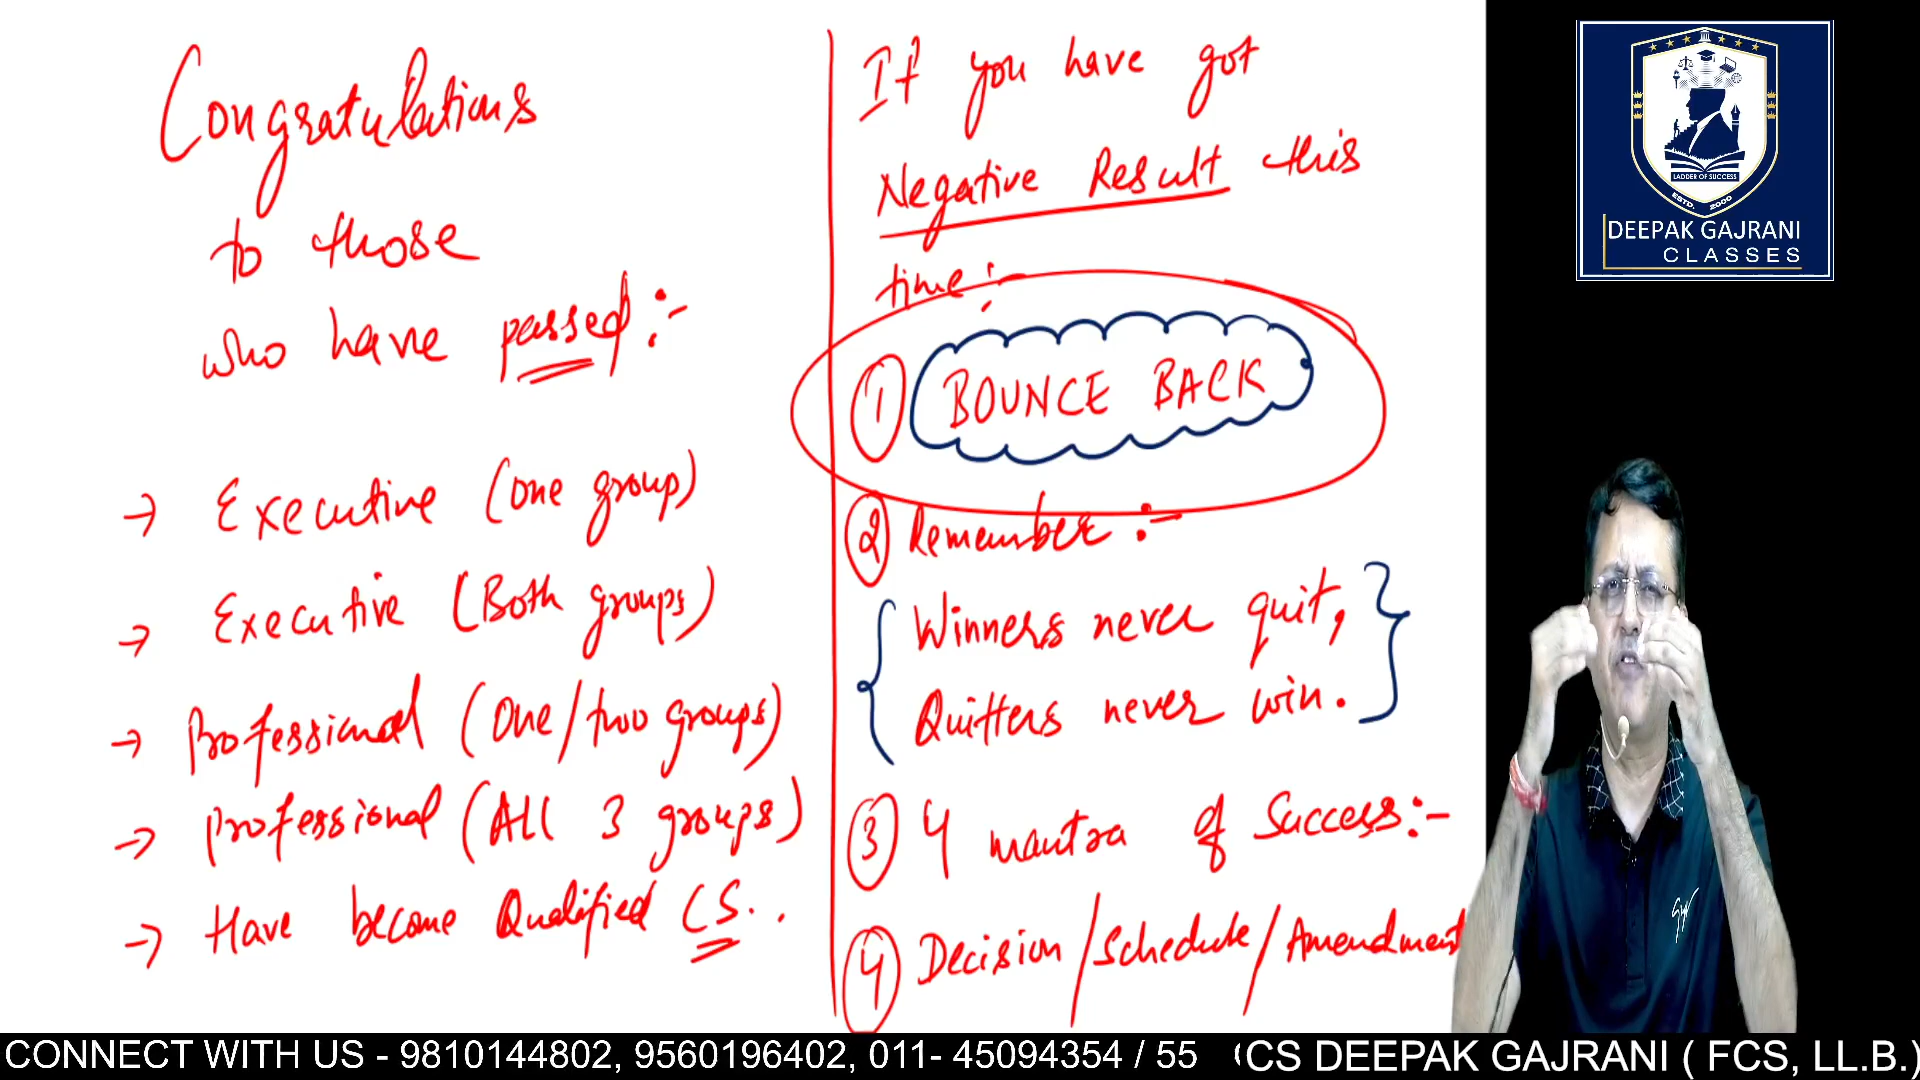 Congratulations
to those
who have passed :-
→ Executive (One group)
→ Executive (Both groups)
→ Professional (One/two groups)
→ Professional (All 3 groups)
→ Have become Qualified CS..
If you have got
Negative Result this
time :-
① BOUNCE BACK
② Remember :-
{ Winners never quit, }
Quitters never win.
③ 4 mantra of Success :-
④ Decision/Schedule/Amendment
LADDER OF SUCCESS
ESTD. 2000
DEEPAK GAJRANI
CLASSES
CONNECT WITH US - 9810144802, 9560196402, 011- 45094354 / 55 (CS DEEPAK GAJRANI ( FCS, LL.B.)